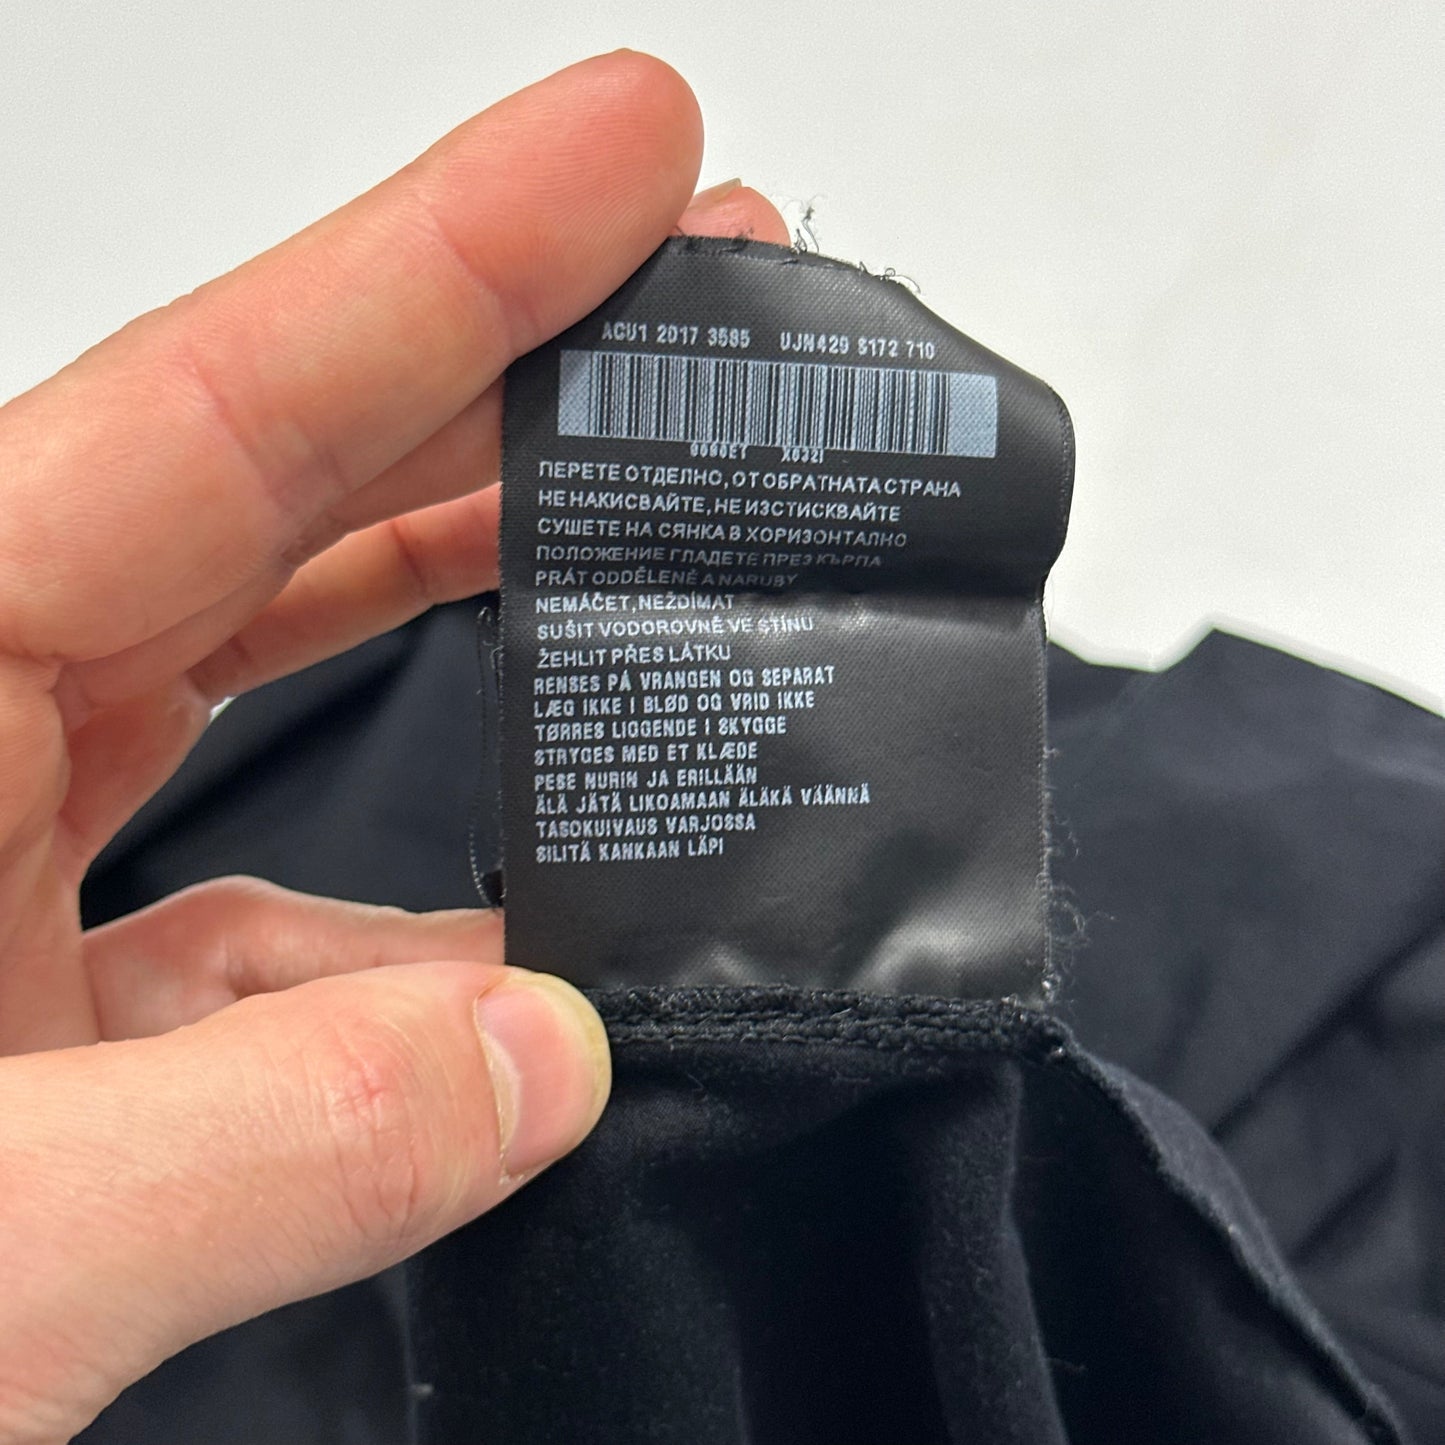 ACU1 2017 3585 UJN429 S172 710
ПЕРЕТЕ ОТДЕЛНО, ОТ ОБРАТНАТА СТРАНА
НЕ НАКИСВАЙТЕ, НЕ ИЗСТИСКВАЙТЕ
СУШЕТЕ НА СЯНКА В ХОРИЗОНТАЛНО
ПОЛОЖЕНИЕ ГЛАДЕТЕ ПРЕЗ КЪРПА
PRÁT ODDĚLENĚ A NARUBY
NEMÁČET, NEŽDÍMAT
SUŠIT VODOROVNĚ VE STÍNU
ŽEHLIT PŘES LÁTKU
RENSES PÅ VRANGEN OG SEPARAT
LÆG IKKE I BLØD OG VRID IKKE
TØRRES LIGGENDE I SKYGGE
STRYGES MED ET KLÆDE
PESE NURIN JA ERILLÄÄN
ÄLÄ JÄTÄ LIKOAMAAN ÄLÄKÄ VÄÄNNÄ
TASOKUIVAUS VARJOSSA
SILITÄ KANKAAN LÄPI